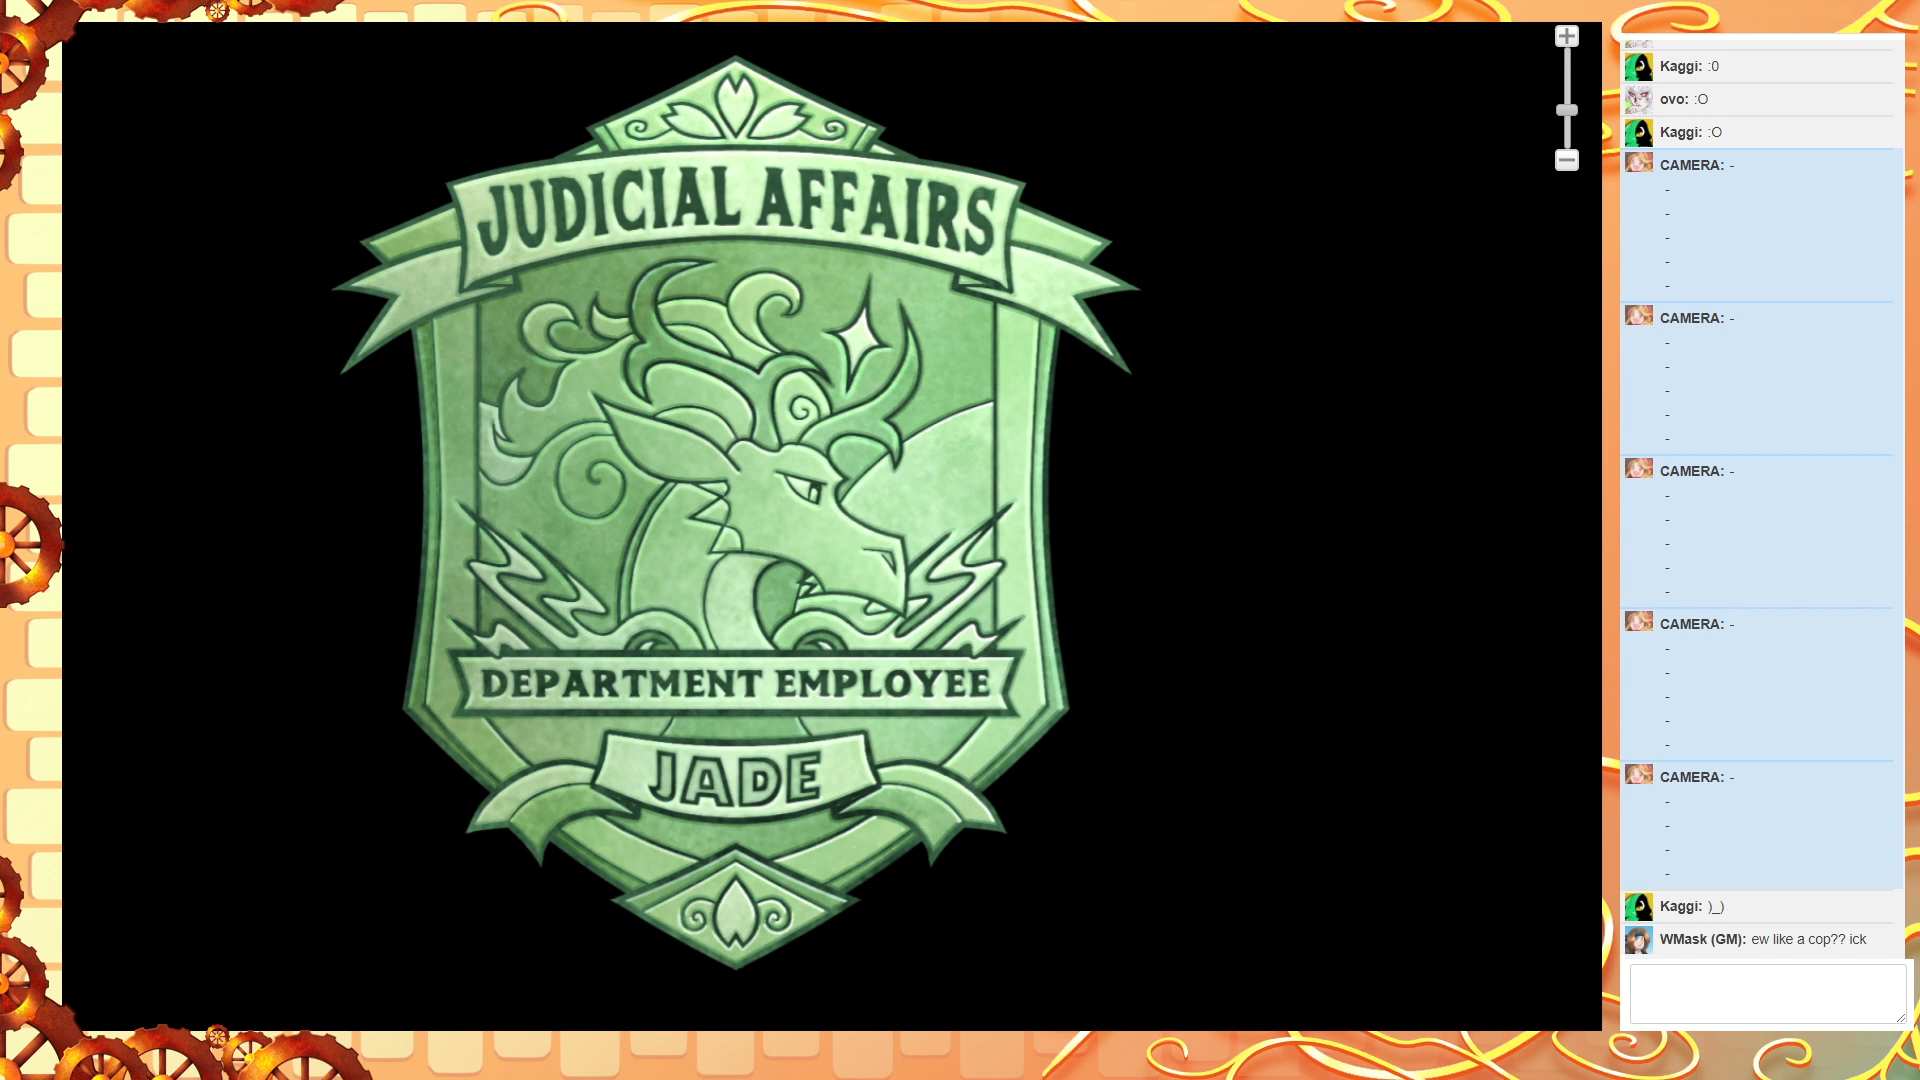 JUDICIAL AFFAIRS
DEPARTMENT EMPLOYEE
JADE
Kaggi: :0
ovo: :O
Kaggi: :O
CAMERA: -
-
-
-
-
-
CAMERA: -
-
-
-
-
-
CAMERA: -
-
-
-
-
-
CAMERA: -
-
-
-
-
-
CAMERA: -
-
-
-
-
Kaggi: )_)
WMask (GM): ew like a cop?? ick